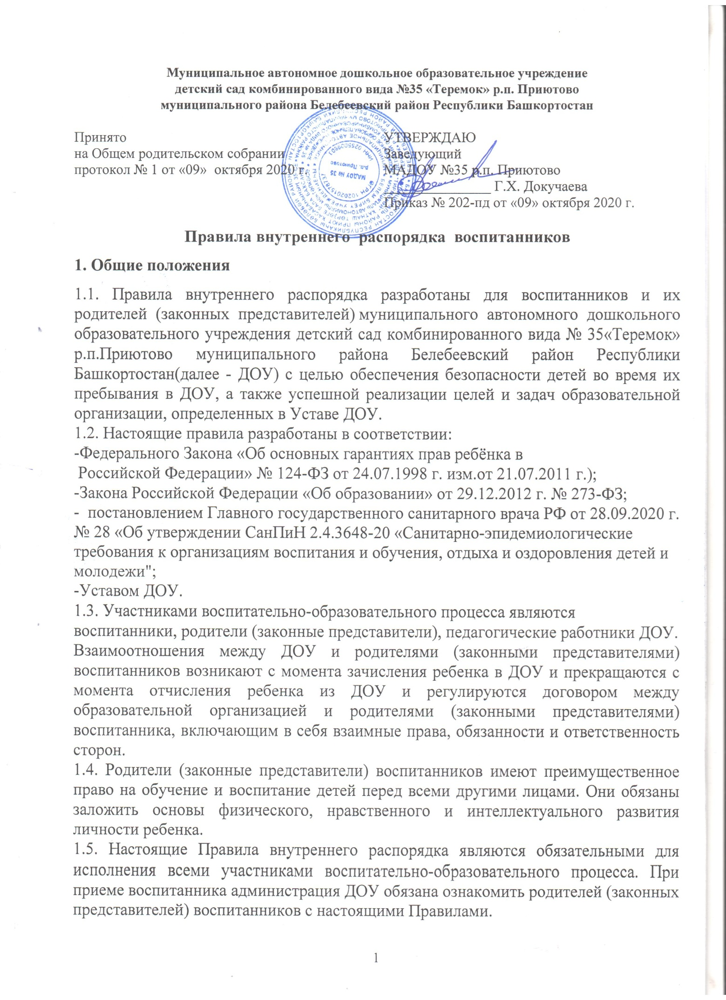 Муниципальное автономное дошкольное образовательное учреждение
детский сад комбинированного вида №35 «Теремок» р.п. Приютово
муниципального района Белебеевский район Республики Башкортостан
Принято
на Общем родительском собрании
протокол № 1 от «09» октября 2020 г.
УТВЕРЖДАЮ
Заведующий
МАДОУ №35 р.п. Приютово
_______________ Г.Х. Докучаева
Приказ № 202-пд от «09» октября 2020 г.
МАДОУ № 35
р.п. Приютово
Правила внутреннего распорядка воспитанников
1. Общие положения
1.1. Правила внутреннего распорядка разработаны для воспитанников и их
родителей (законных представителей) муниципального автономного дошкольного
образовательного учреждения детский сад комбинированного вида № 35«Теремок»
р.п.Приютово муниципального района Белебеевский район Республики
Башкортостан(далее - ДОУ) с целью обеспечения безопасности детей во время их
пребывания в ДОУ, а также успешной реализации целей и задач образовательной
организации, определенных в Уставе ДОУ.
1.2. Настоящие правила разработаны в соответствии:
-Федерального Закона «Об основных гарантиях прав ребёнка в
Российской Федерации» № 124-ФЗ от 24.07.1998 г. изм.от 21.07.2011 г.);
-Закона Российской Федерации «Об образовании» от 29.12.2012 г. № 273-ФЗ;
- постановлением Главного государственного санитарного врача РФ от 28.09.2020 г.
№ 28 «Об утверждении СанПиН 2.4.3648-20 «Санитарно-эпидемиологические
требования к организациям воспитания и обучения, отдыха и оздоровления детей и
молодежи";
-Уставом ДОУ.
1.3. Участниками воспитательно-образовательного процесса являются
воспитанники, родители (законные представители), педагогические работники ДОУ.
Взаимоотношения между ДОУ и родителями (законными представителями)
воспитанников возникают с момента зачисления ребенка в ДОУ и прекращаются с
момента отчисления ребенка из ДОУ и регулируются договором между
образовательной организацией и родителями (законными представителями)
воспитанника, включающим в себя взаимные права, обязанности и ответственность
сторон.
1.4. Родители (законные представители) воспитанников имеют преимущественное
право на обучение и воспитание детей перед всеми другими лицами. Они обязаны
заложить основы физического, нравственного и интеллектуального развития
личности ребенка.
1.5. Настоящие Правила внутреннего распорядка являются обязательными для
исполнения всеми участниками воспитательно-образовательного процесса. При
приеме воспитанника администрация ДОУ обязана ознакомить родителей (законных
представителей) воспитанников с настоящими Правилами.
1